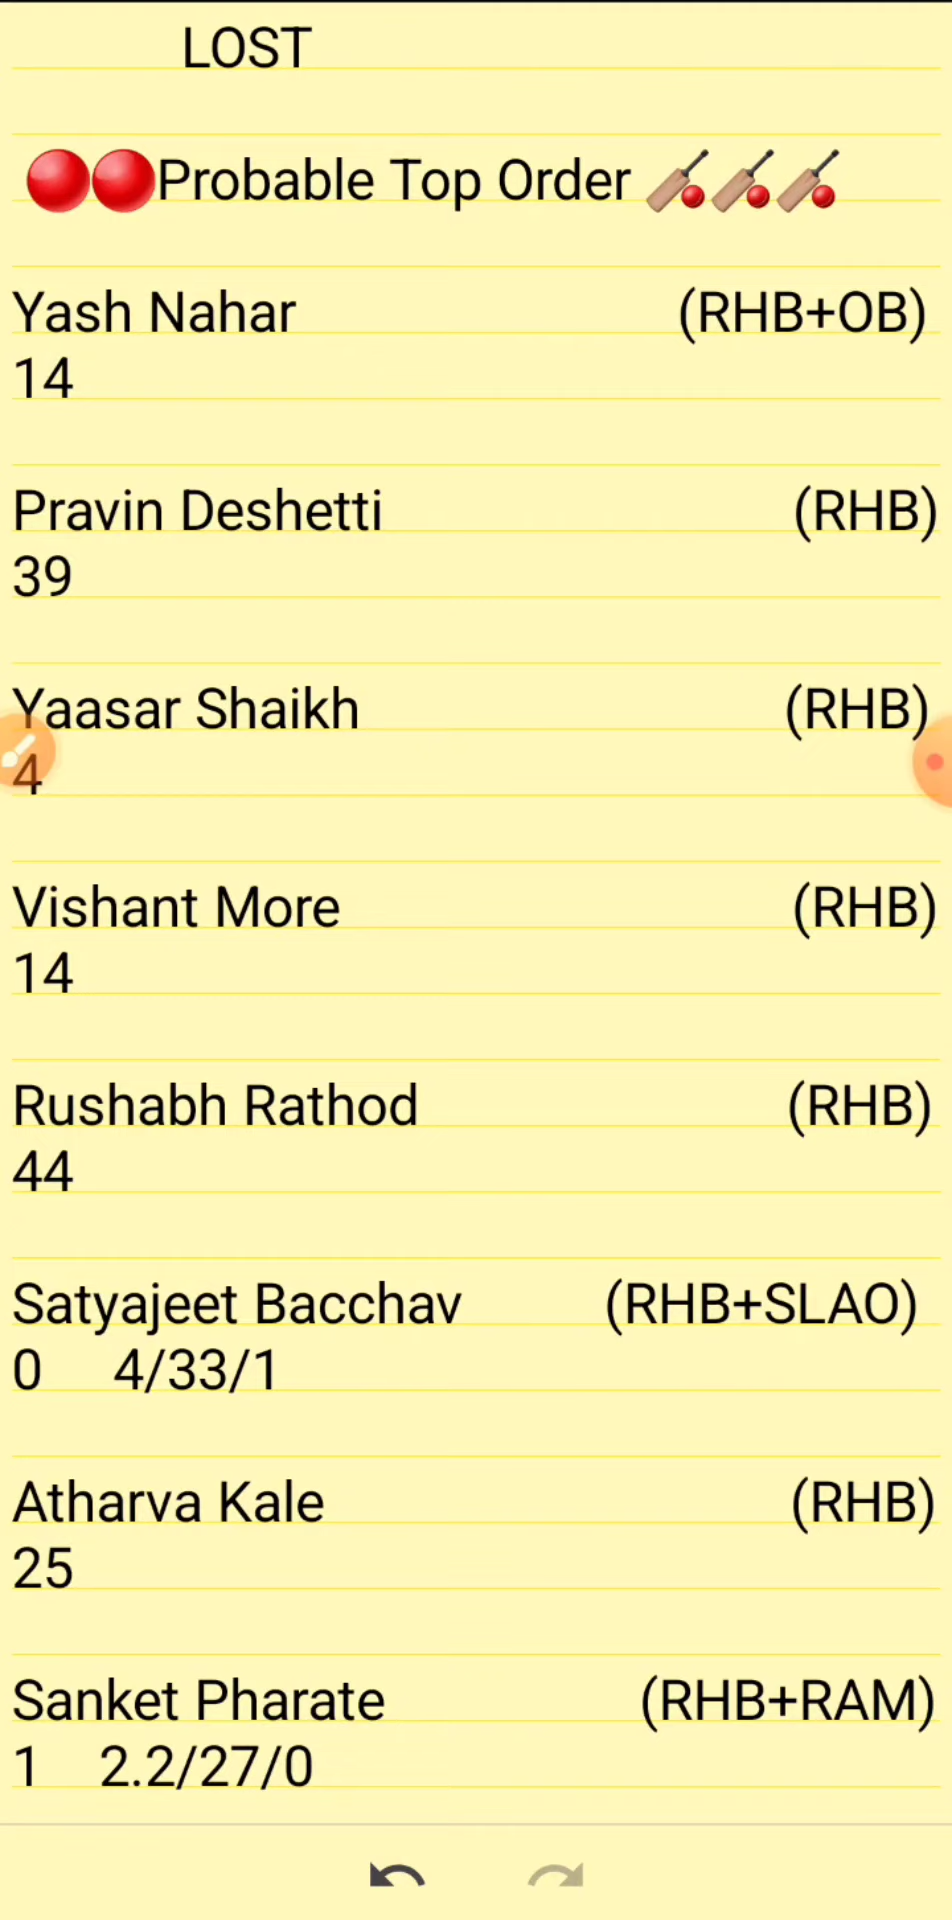 LOST
🔴🔴Probable Top Order 🏏🏏🏏
Yash Nahar (RHB+OB)
14
Pravin Deshetti (RHB)
39
Yaasar Shaikh (RHB)
4
Vishant More (RHB)
14
Rushabh Rathod (RHB)
44
Satyajeet Bacchav (RHB+SLAO)
0 4/33/1
Atharva Kale (RHB)
25
Sanket Pharate (RHB+RAM)
1 2.2/27/0